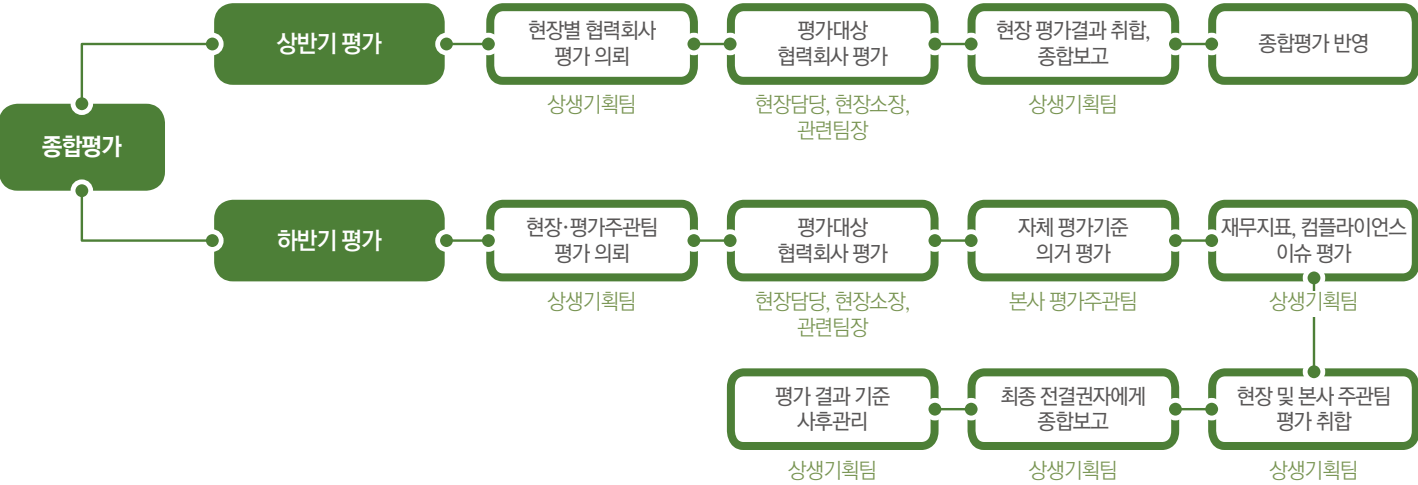 종합평가
상반기 평가
현장별 협력회사
평가 의뢰
상생기획팀
평가대상
협력회사 평가
현장담당, 현장소장,
관련팀장
현장 평가결과 취합,
종합보고
상생기획팀
종합평가 반영
하반기 평가
현장·평가주관팀
평가 의뢰
상생기획팀
평가대상
협력회사 평가
현장담당, 현장소장,
관련팀장
자체 평가기준
의거 평가
본사 평가주관팀
재무지표, 컴플라이언스
이슈 평가
상생기획팀
현장 및 본사 주관팀
평가 취합
상생기획팀
최종 전결권자에게
종합보고
상생기획팀
평가 결과 기준
사후관리
상생기획팀